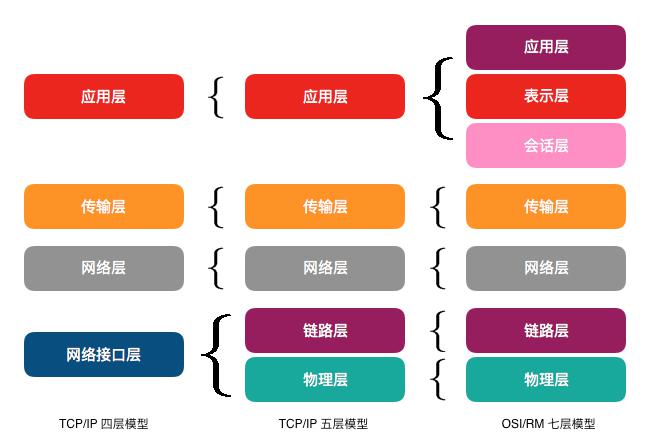 应用层
应用层
应用层
表示层
会话层
传输层
传输层
传输层
网络层
网络层
网络层
网络接口层
链路层
链路层
物理层
物理层
TCP/IP 四层模型
TCP/IP 五层模型
OSI/RM 七层模型